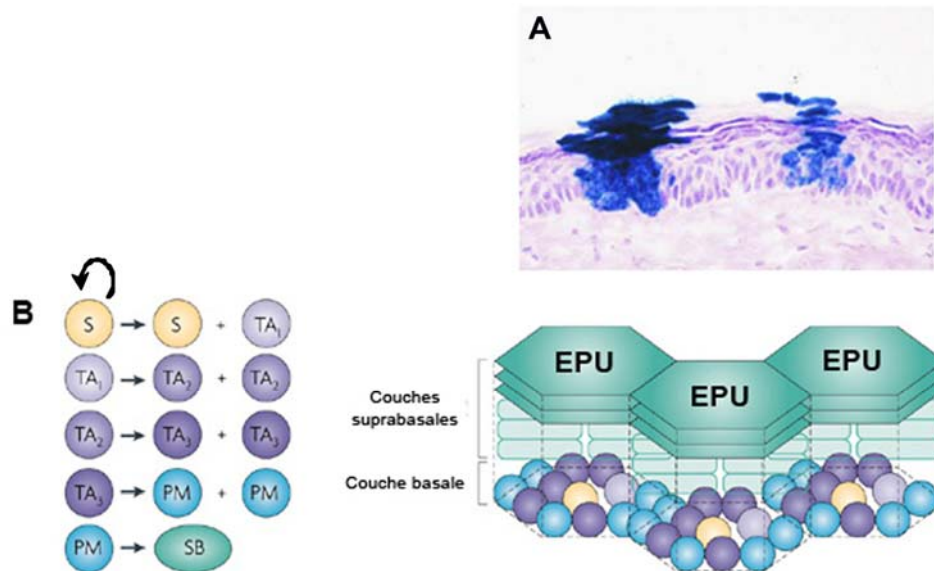 A
B
S → S + TA₁
TA₁ → TA₂ + TA₂
TA₂ → TA₃ + TA₃
TA₃ → PM + PM
PM → SB
EPU EPU EPU
Couches
suprabasales
Couche basale